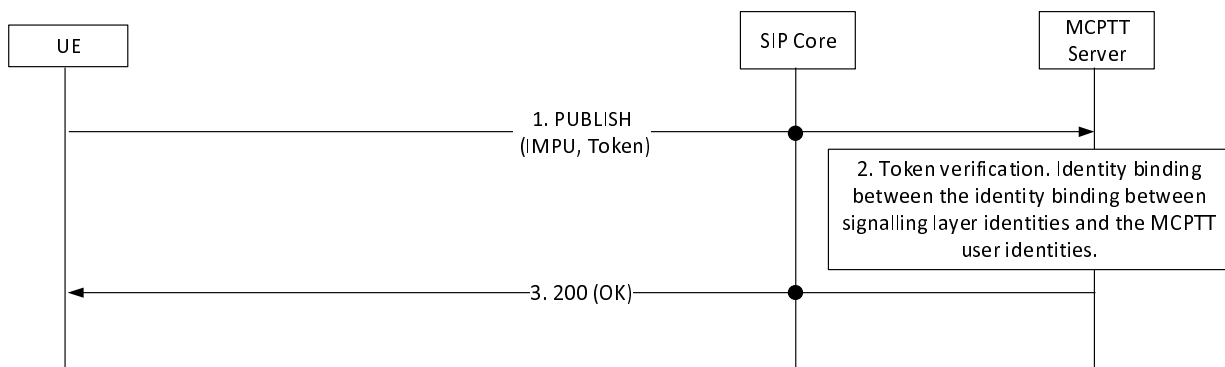 UE
SIP Core
MCPTT
Server
1. PUBLISH
(IMPU, Token)
2. Token verification. Identity binding
between the identity binding between
signalling layer identities and the MCPTT
user identities.
3. 200 (OK)